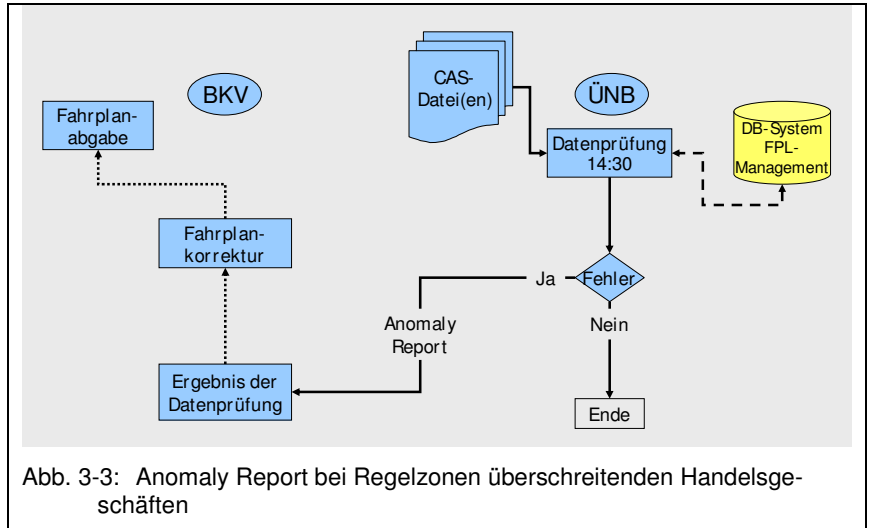 CAS-
Datei(en)
BKV
ÜNB
Fahrplan-
abgabe
DB-System
FPL-
Management
Datenprüfung
14:30
Fahrplan-
korrektur
Ja
Fehler
Anomaly
Report
Nein
Ergebnis der
Datenprüfung
Ende
Abb. 3-3: Anomaly Report bei Regelzonen überschreitenden Handelsge-
schäften